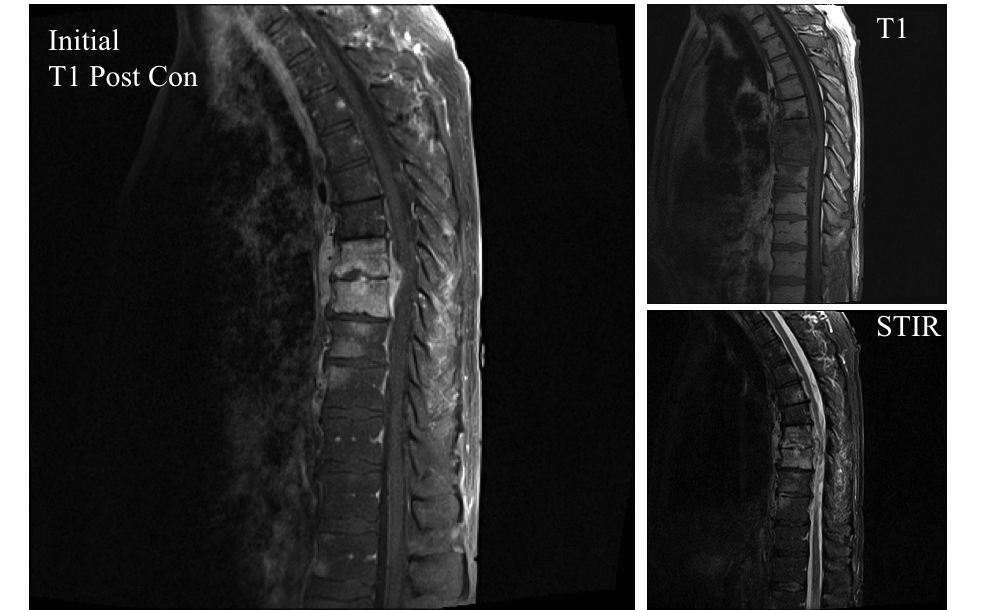 Initial
T1 Post Con
T1
STIR